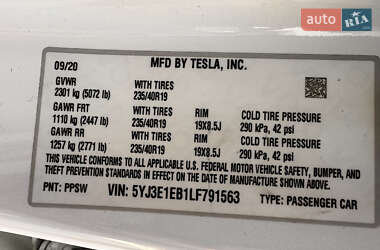 auto RIA
09/20
MFD BY TESLA, INC.
GVWR
2301 kg (5072 lb)
WITH TIRES
235/40R19
GAWR FRT
1110 kg (2447 lb)
WITH TIRES
235/40R19
RIM
19X8.5J
COLD TIRE PRESSURE
290 kPa, 42 psi
GAWR RR
1257 kg (2771 lb)
WITH TIRES
235/40R19
RIM
19X8.5J
COLD TIRE PRESSURE
290 kPa, 42 psi
THIS VEHICLE CONFORMS TO ALL APPLICABLE U.S. FEDERAL MOTOR VEHICLE SAFETY, BUMPER, AND
THEFT PREVENTION STANDARDS IN EFFECT ON THE DATE OF MANUFACTURE SHOWN ABOVE.
PNT: PPSW
VIN: 5YJ3E1EB1LF791563
TYPE: PASSENGER CAR